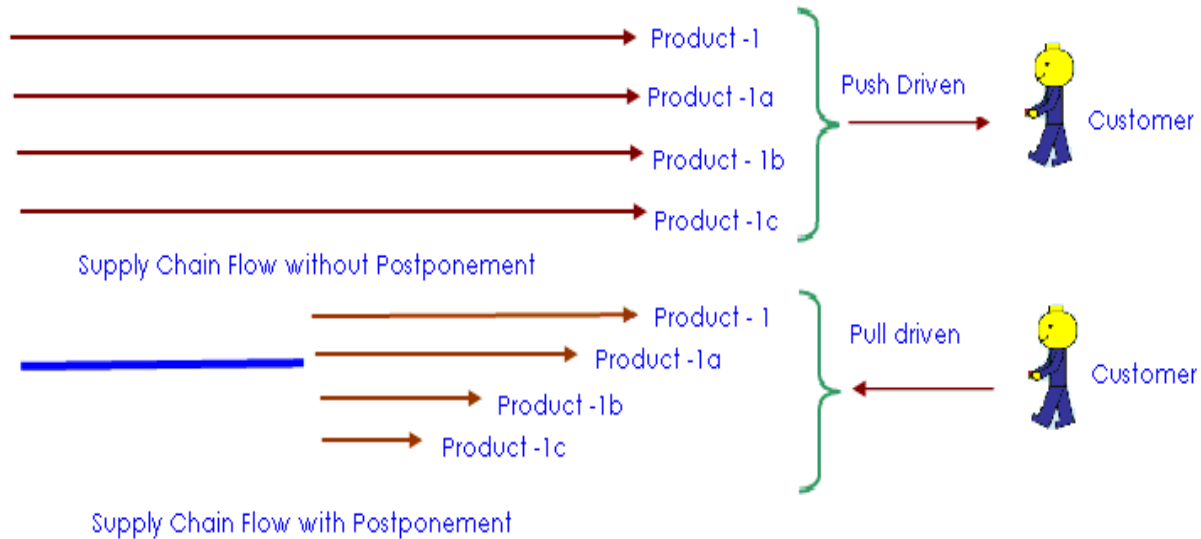 Product -1
Product -1a
Product - 1b
Product -1c
Push Driven
Customer
Supply Chain Flow without Postponement
Product - 1
Product -1a
Product -1b
Product -1c
Pull driven
Customer
Supply Chain Flow with Postponement